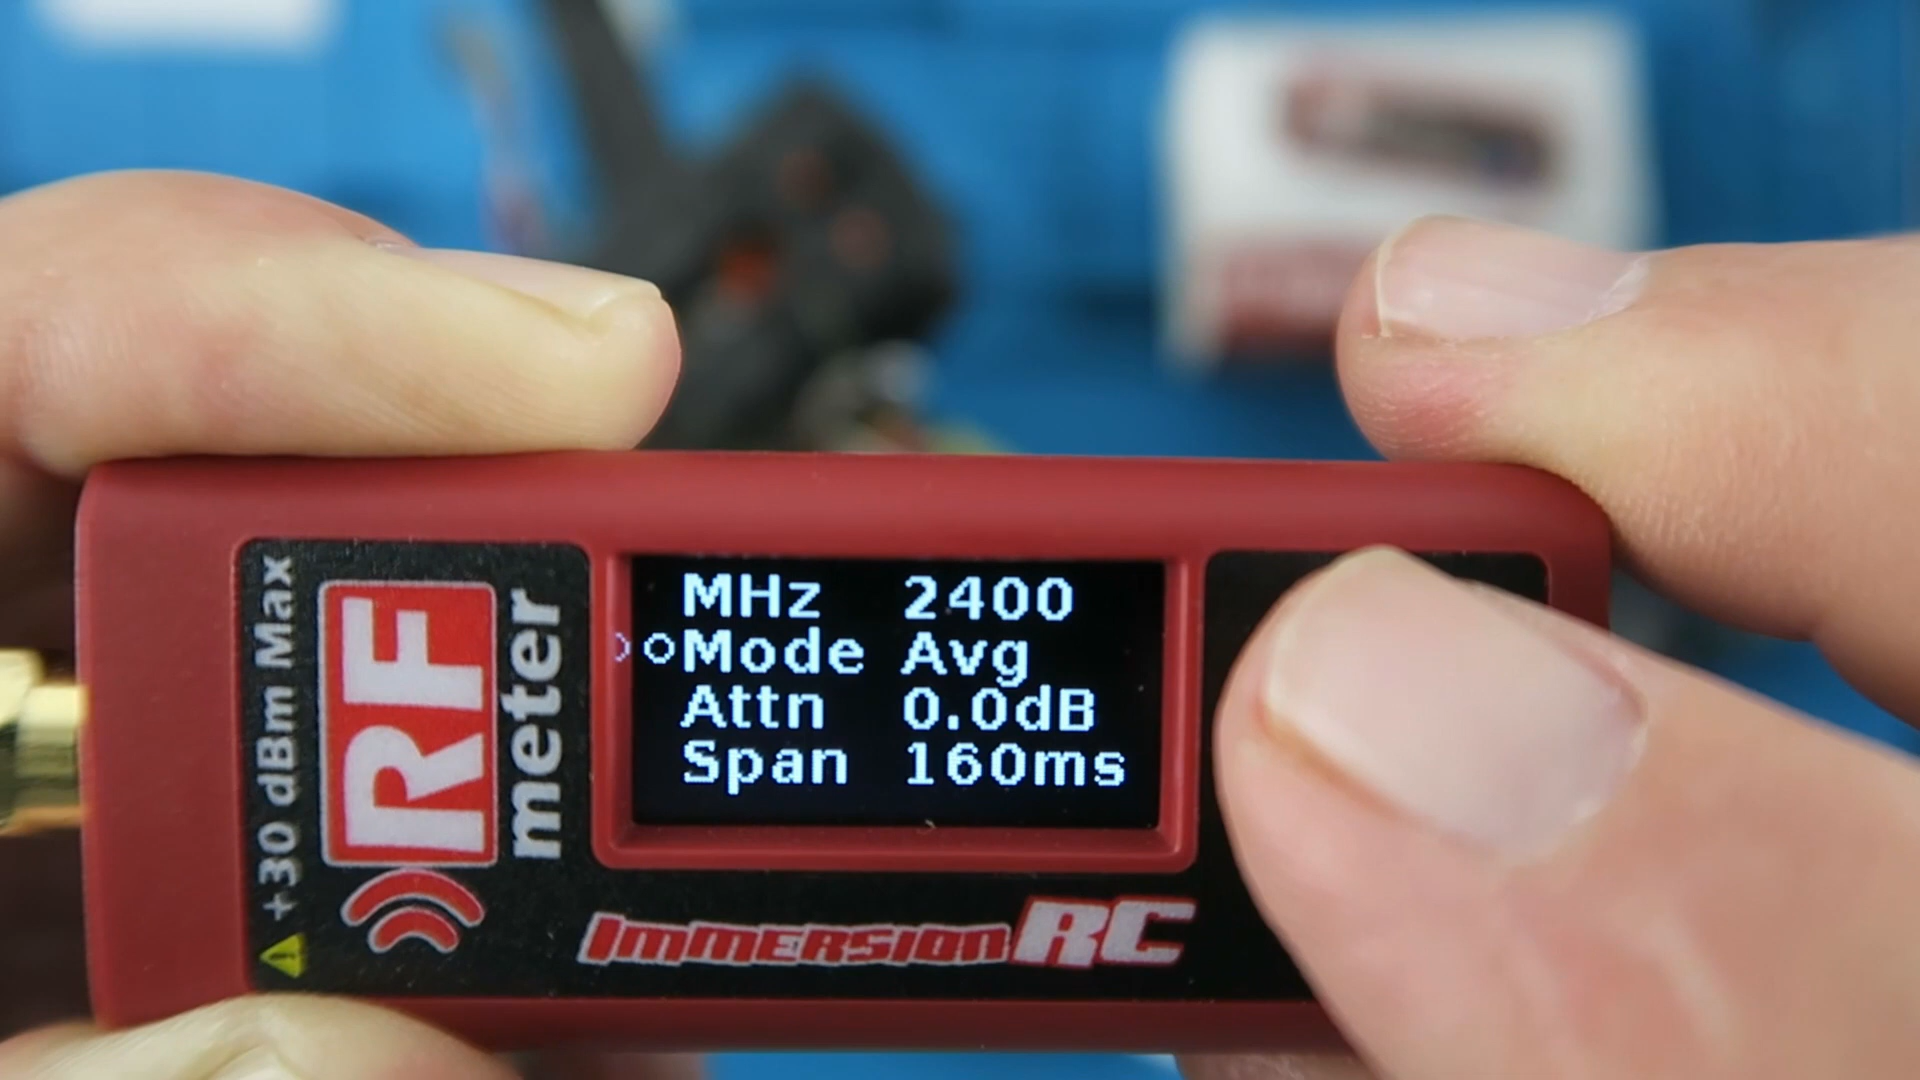 +30 dBm Max
RF
meter
MHz 2400
Mode Avg
Attn 0.0dB
Span 160ms
ImmersionRC